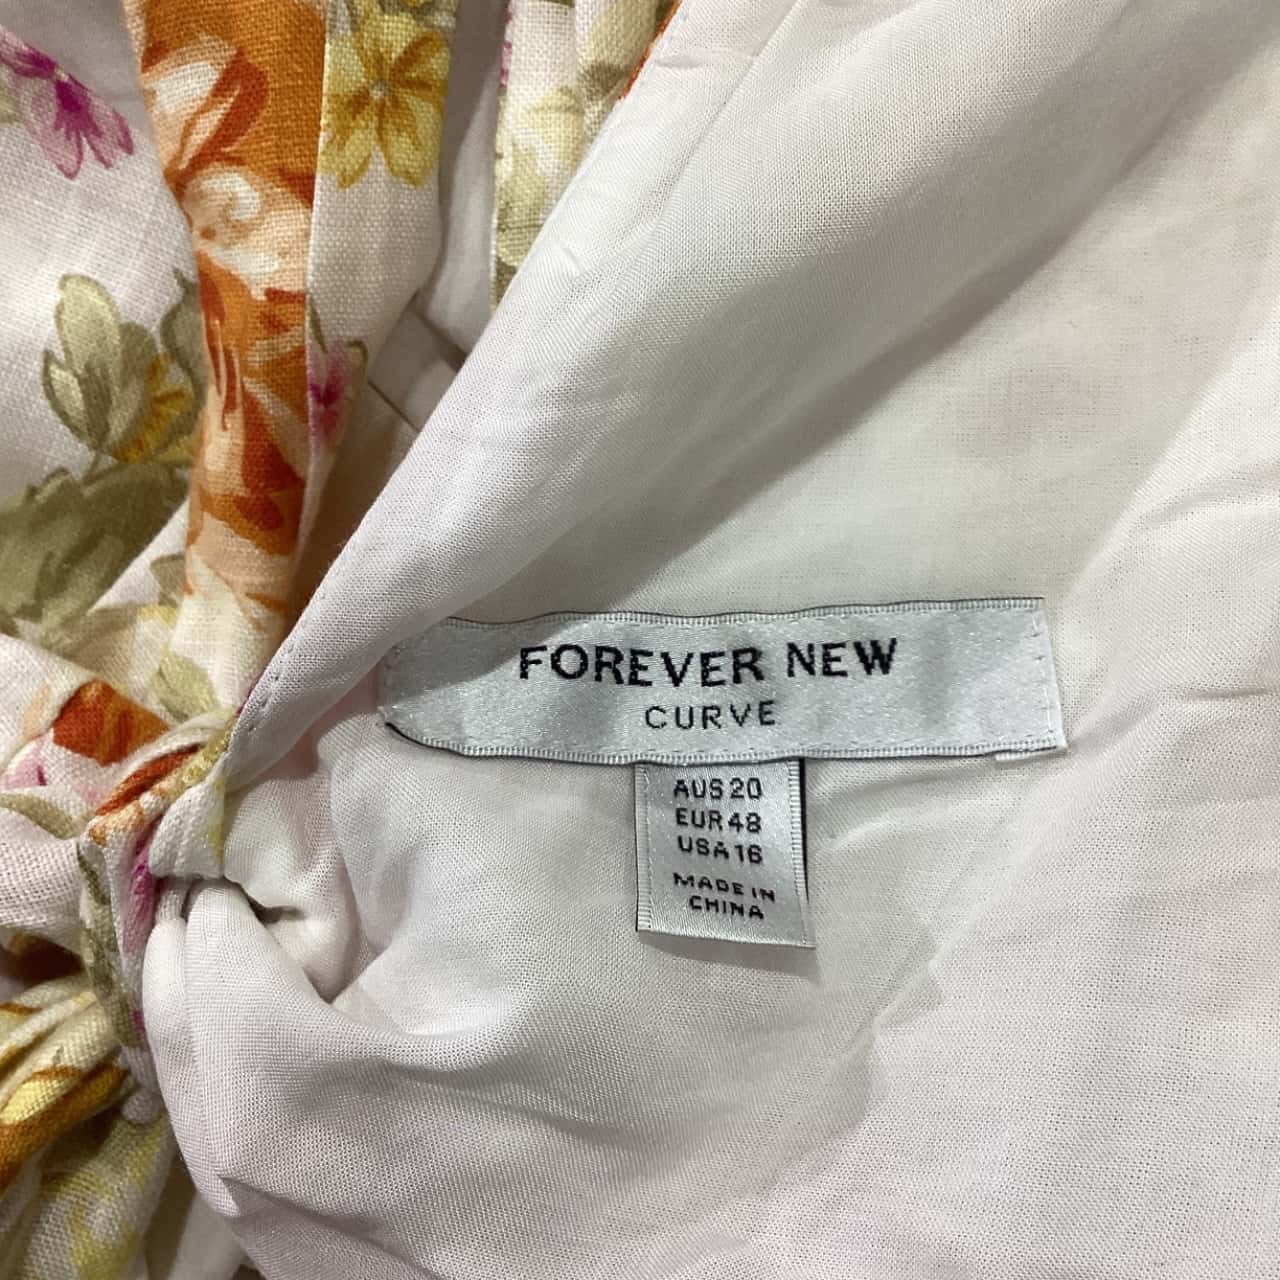 FOREVER NEW
CURVE
AUS 20
EUR 48
USA 16
MADE IN
CHINA